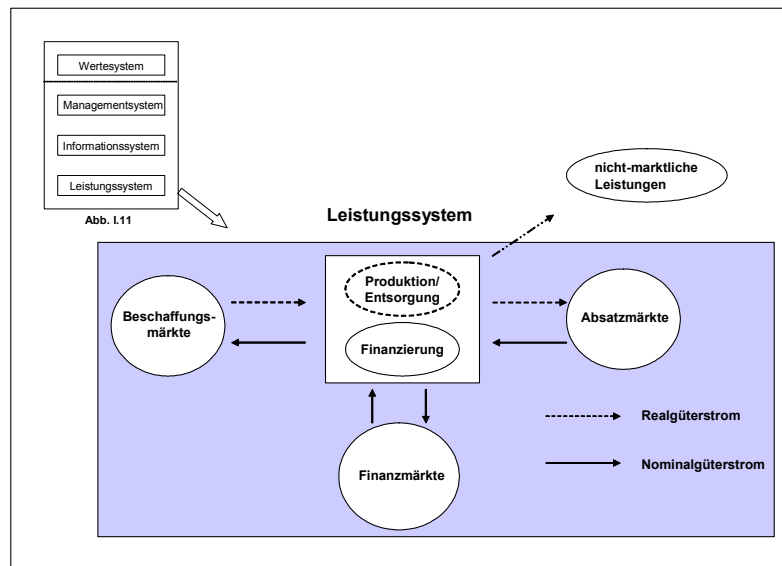 Wertesystem
Managementsystem
Informationssystem
Leistungssystem
Abb. I.11
nicht-marktliche
Leistungen
Leistungssystem
Produktion/
Entsorgung
Beschaffungs-
märkte
Absatzmärkte
Finanzierung
Realgüterstrom
Finanzmärkte
Nominalgüterstrom